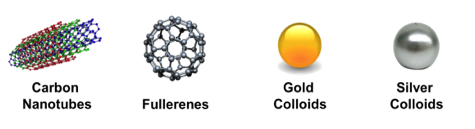 Carbon
Nanotubes
Fullerenes
Gold
Colloids
Silver
Colloids